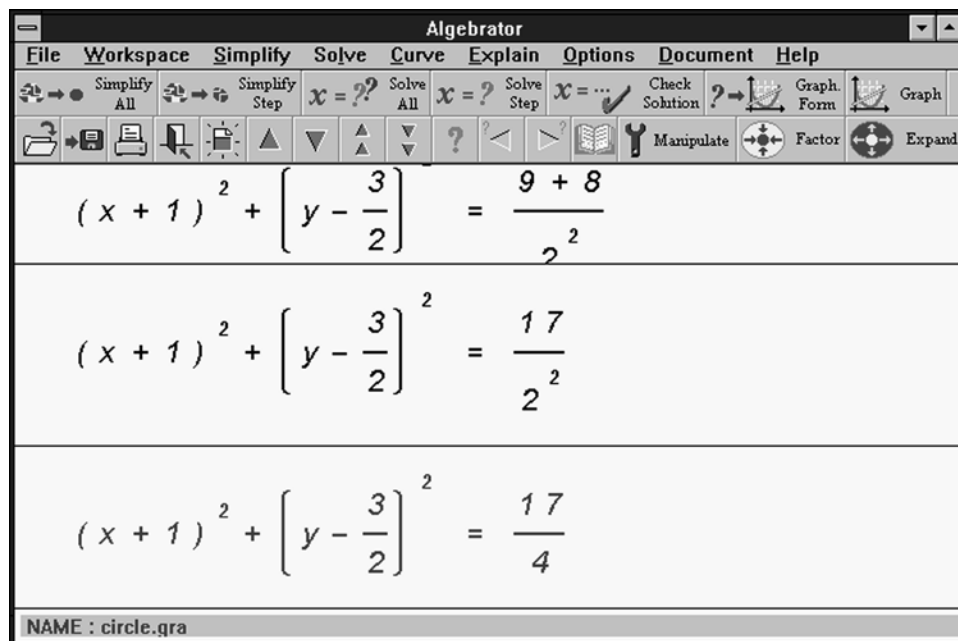 Algebrator
File Workspace Simplify Solve Curve Explain Options Document Help
Simplify All Simplify Step x = ?? Solve All x = ? Solve Step x = ... Check Solution ? Graph. Form Graph
? ? ? Manipulate Factor Expand
( x + 1 )² + [ y - 3/2 ] = 9 + 8 / 2²
( x + 1 )² + [ y - 3/2 ]² = 17 / 2²
( x + 1 )² + [ y - 3/2 ]² = 17 / 4
NAME : circle.gra